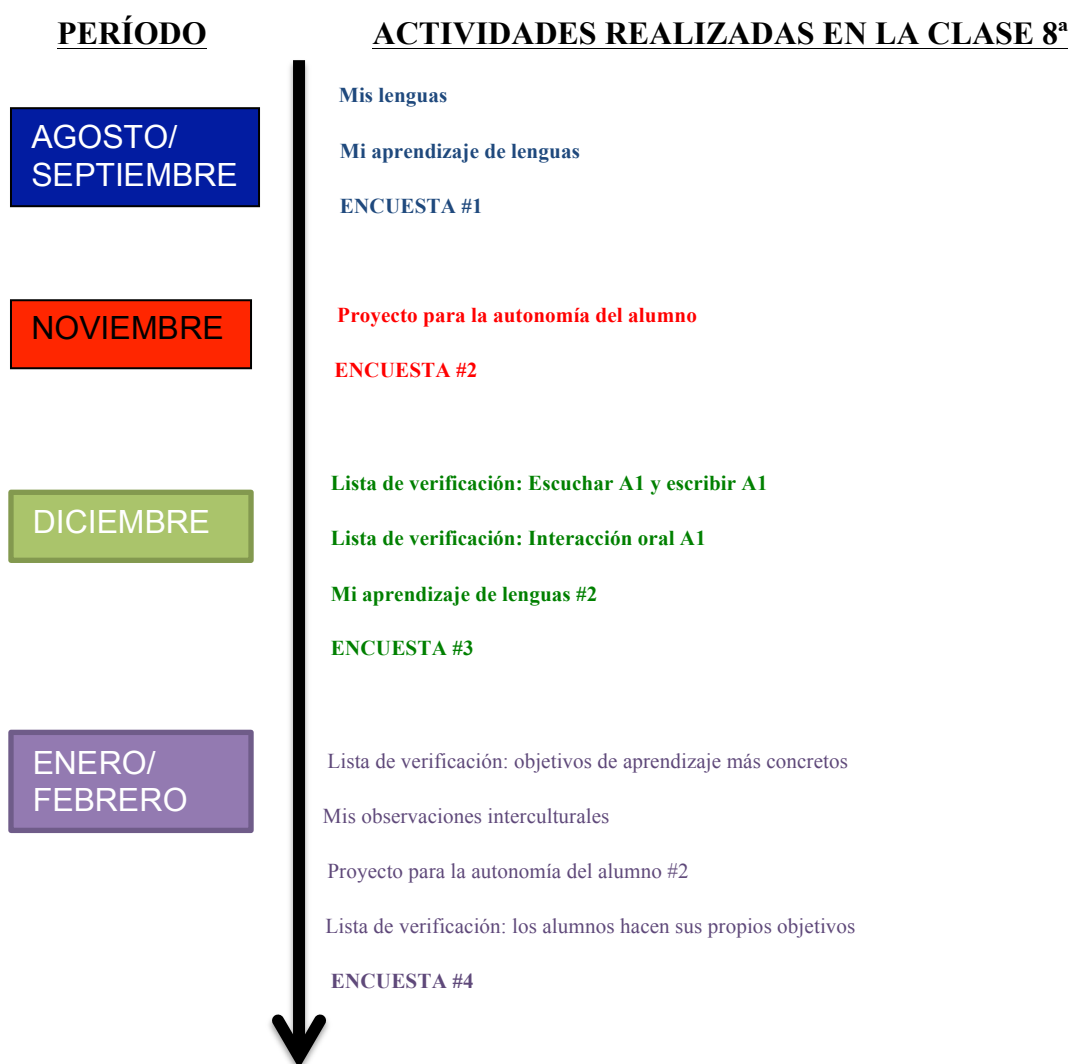 PERÍODO
ACTIVIDADES REALIZADAS EN LA CLASE 8ª
AGOSTO/
SEPTIEMBRE
Mis lenguas
Mi aprendizaje de lenguas
ENCUESTA #1
NOVIEMBRE
Proyecto para la autonomía del alumno
ENCUESTA #2
DICIEMBRE
Lista de verificación: Escuchar A1 y escribir A1
Lista de verificación: Interacción oral A1
Mi aprendizaje de lenguas #2
ENCUESTA #3
ENERO/
FEBRERO
Lista de verificación: objetivos de aprendizaje más concretos
Mis observaciones interculturales
Proyecto para la autonomía del alumno #2
Lista de verificación: los alumnos hacen sus propios objetivos
ENCUESTA #4